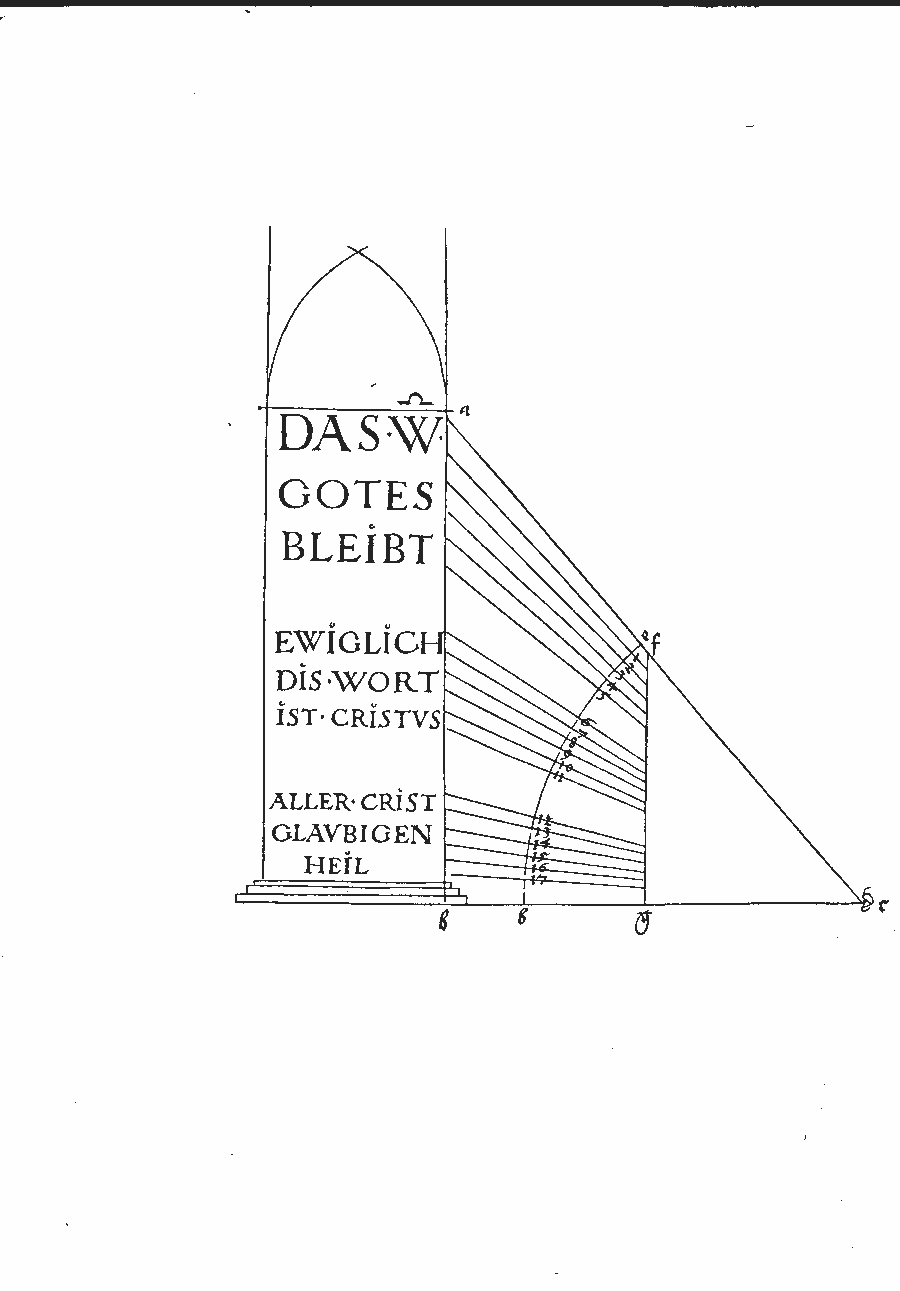 DAS·W·
GOTES
BLEIBT
EWIGLICH
DIS·WORT
IST·CRISTVS
ALLER·CRIST
GLAVBIGEN
HEIL
a
e f
1
2
3
4
5
6
7
8
9
10
11
12
13
14
15
16
17
b
g
c